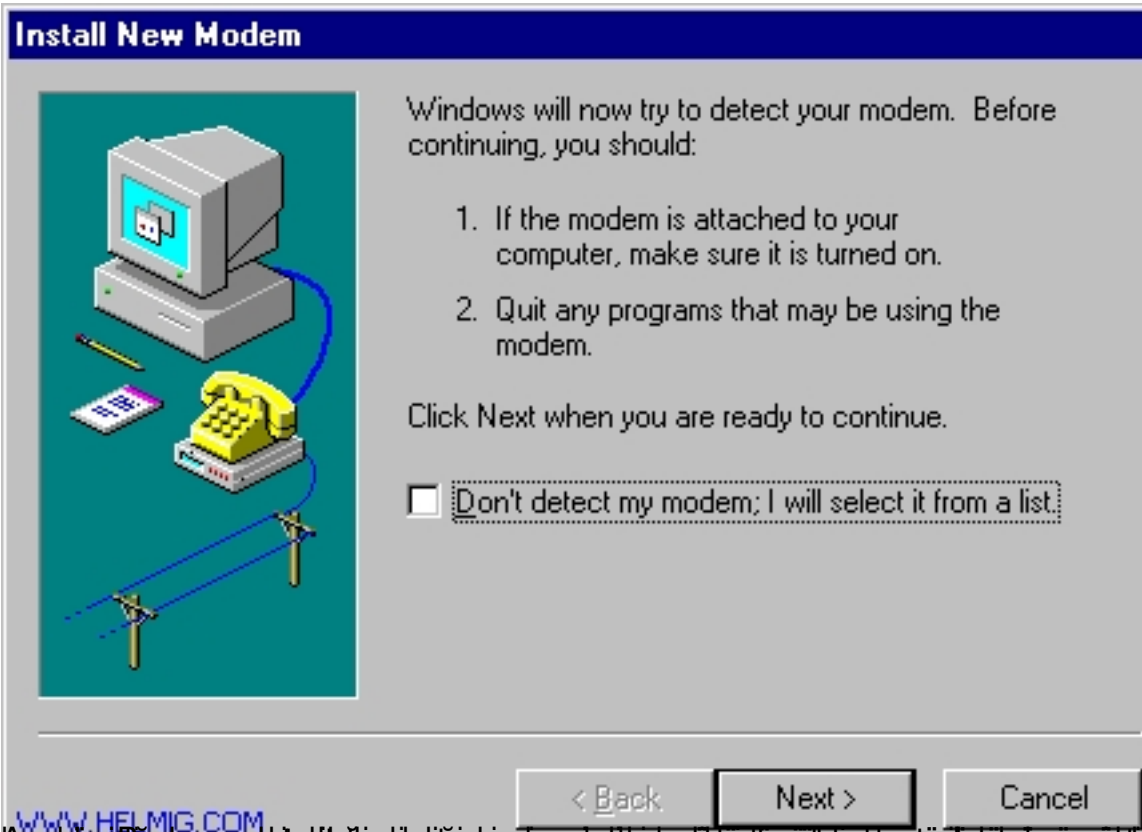 Install New Modem
Windows will now try to detect your modem. Before
continuing, you should:
1. If the modem is attached to your
computer, make sure it is turned on.
2. Quit any programs that may be using the
modem.
Click Next when you are ready to continue.
Don't detect my modem; I will select it from a list.
< Back
Next >
Cancel
WWW.HELMIG.COM